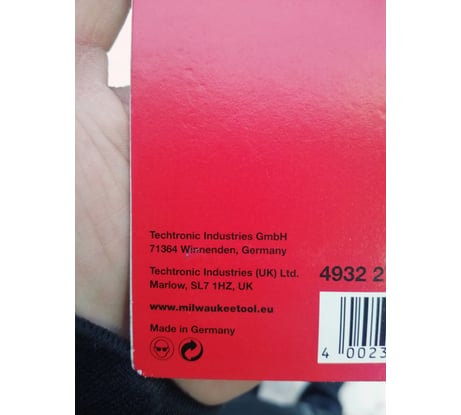 Techtronic Industries GmbH
71364 Winnenden, Germany
Techtronic Industries (UK) Ltd.
Marlow, SL7 1HZ, UK
4932 2
www.milwaukeetool.eu
Made in Germany
4 0023